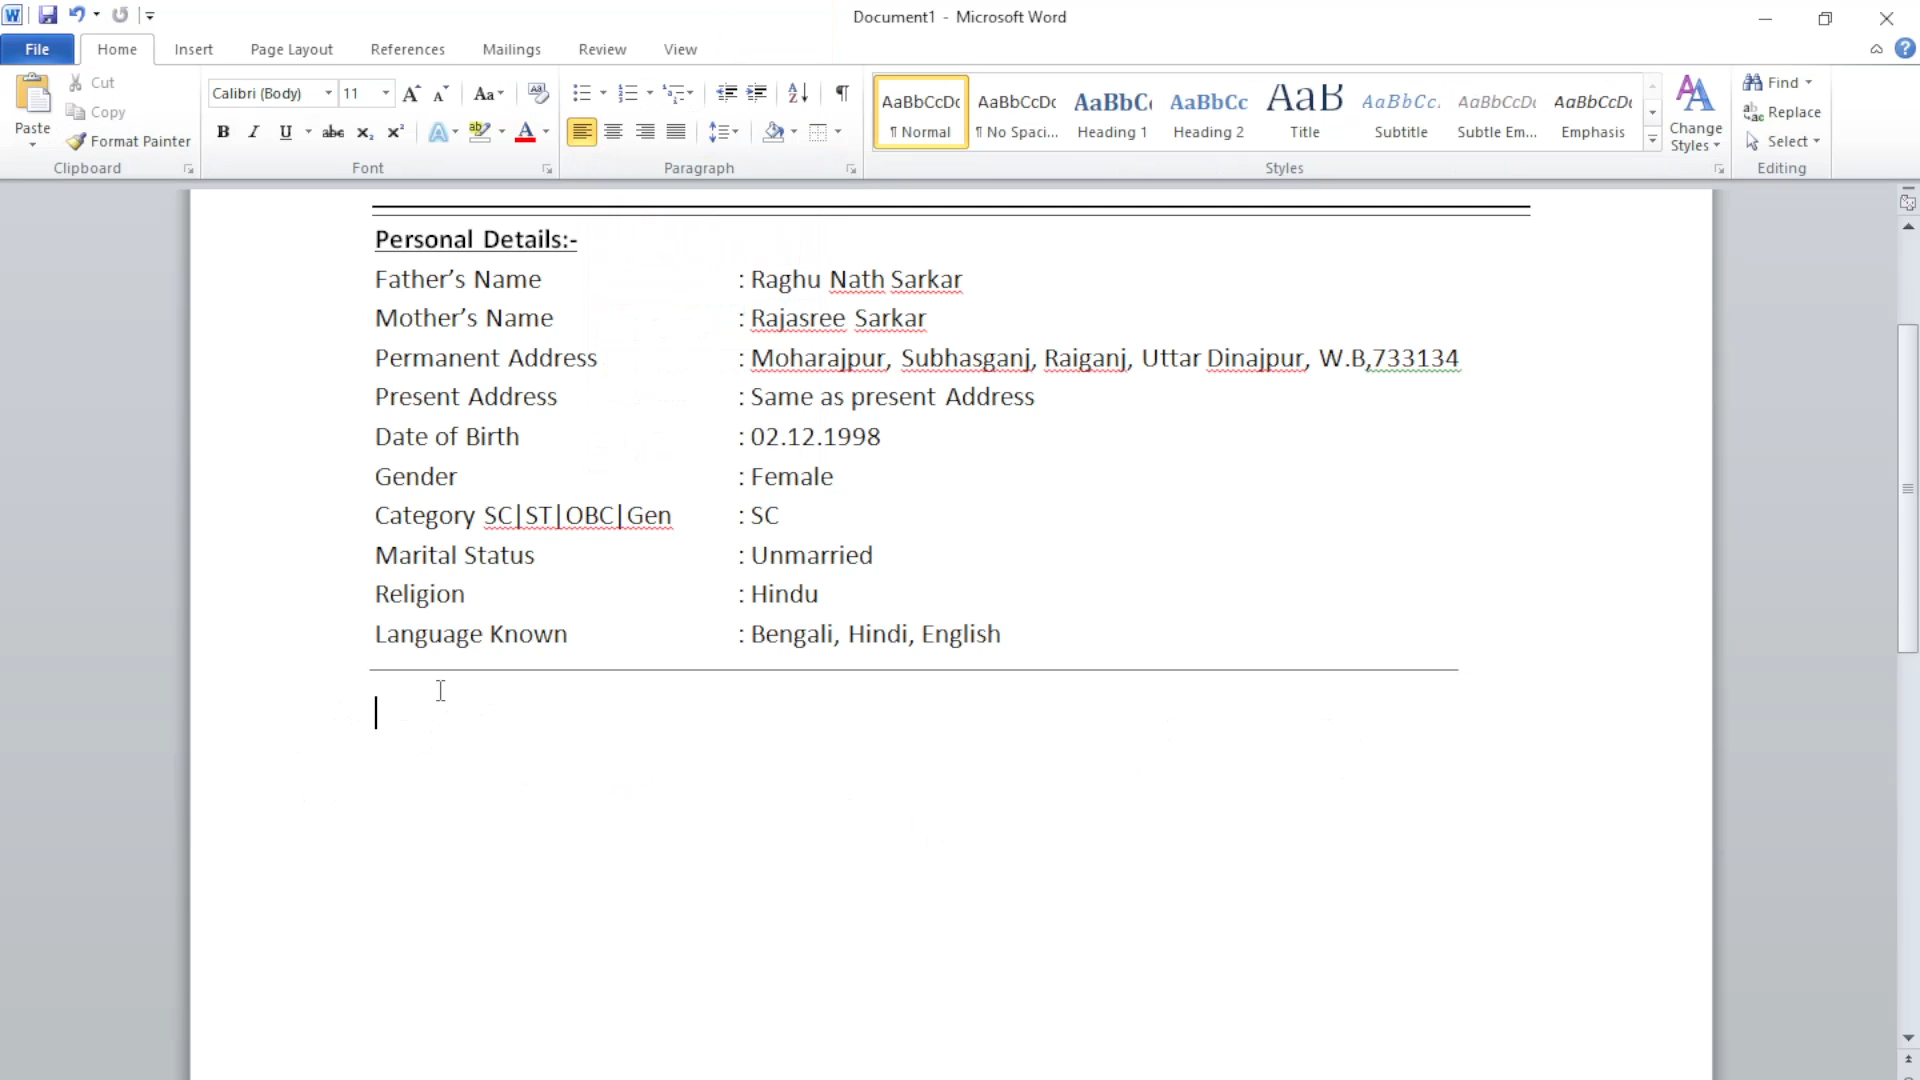 Document1 - Microsoft Word
File Home Insert Page Layout References Mailings Review View
Paste
Cut
Copy
Format Painter
Clipboard
Calibri (Body) 11
Font
Paragraph
AaBbCcDc AaBbCcDc AaBbC AaBbCc AaB AaBbCc. AaBbCcDc AaBbCcDc
¶ Normal ¶ No Spaci... Heading 1 Heading 2 Title Subtitle Subtle Em... Emphasis
Change Styles
Styles
Find
Replace
Select
Editing
Personal Details:-
Father’s Name : Raghu Nath Sarkar
Mother’s Name : Rajasree Sarkar
Permanent Address : Moharajpur, Subhasganj, Raiganj, Uttar Dinajpur, W.B,733134
Present Address : Same as present Address
Date of Birth : 02.12.1998
Gender : Female
Category SC|ST|OBC|Gen : SC
Marital Status : Unmarried
Religion : Hindu
Language Known : Bengali, Hindi, English